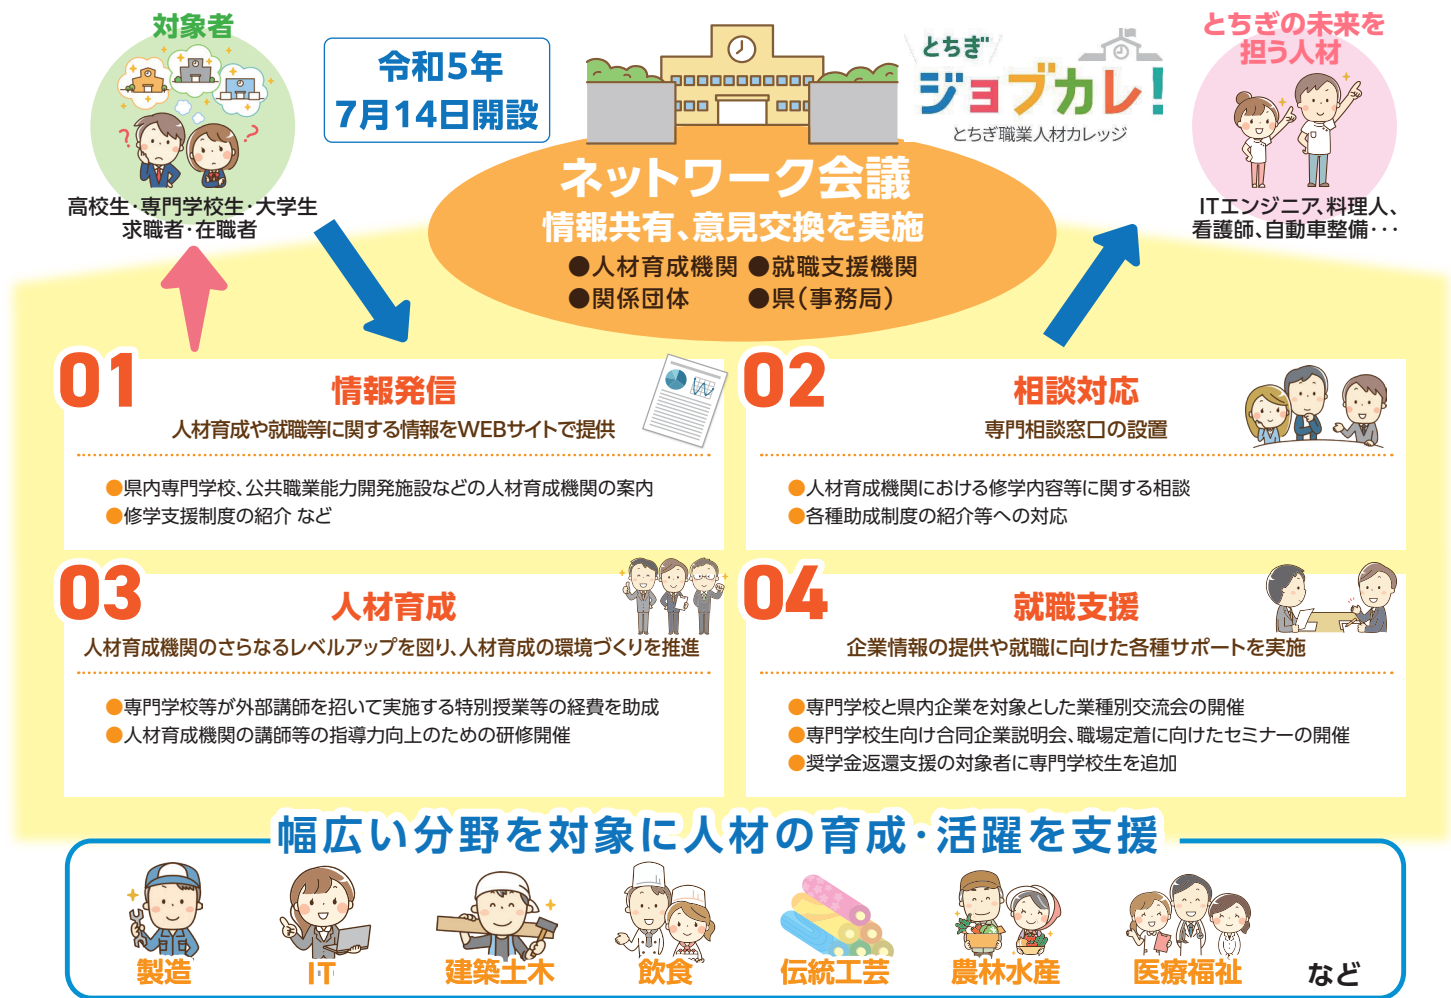 対象者
高校生・専門学校生・大学生
求職者・在職者
令和5年
7月14日開設
とちぎ
ジョブカレ!
とちぎ職業人材カレッジ
とちぎの未来を
担う人材
ITエンジニア、料理人、
看護師、自動車整備・・・
ネットワーク会議
情報共有、意見交換を実施
●人材育成機関 ●就職支援機関
●関係団体 ●県(事務局)
01
情報発信
人材育成や就職等に関する情報をWEBサイトで提供
●県内専門学校、公共職業能力開発施設などの人材育成機関の案内
●修学支援制度の紹介 など
02
相談対応
専門相談窓口の設置
●人材育成機関における修学内容等に関する相談
●各種助成制度の紹介等への対応
03
人材育成
人材育成機関のさらなるレベルアップを図り、人材育成の環境づくりを推進
●専門学校等が外部講師を招いて実施する特別授業等の経費を助成
●人材育成機関の講師等の指導力向上のための研修開催
04
就職支援
企業情報の提供や就職に向けた各種サポートを実施
●専門学校と県内企業を対象とした業種別交流会の開催
●専門学校生向け合同企業説明会、職場定着に向けたセミナーの開催
●奨学金返還支援の対象者に専門学校生を追加
幅広い分野を対象に人材の育成・活躍を支援
製造 IT 建築土木 飲食 伝統工芸 農林水産 医療福祉 など